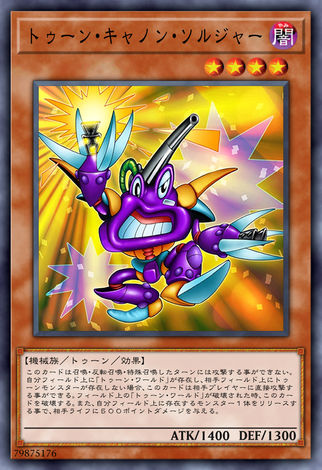 トゥーン・キャノン・ソルジャー
闇
やみ
【機械族／トゥーン／効果】
このカードは召喚・反転召喚・特殊召喚したターンには攻撃する事ができない。
自分フィールド上に「トゥーン・ワールド」が存在し、相手フィールド上にトゥ
ーンモンスターが存在しない場合、このカードは相手プレイヤーに直接攻撃す
る事ができる。フィールド上の「トゥーン・ワールド」が破壊された時、このカー
ドを破壊する。また、自分フィールド上に存在するモンスター１体をリリースす
る事で、相手ライフに５００ポイントダメージを与える。
ATK/1400 DEF/1300
79875176